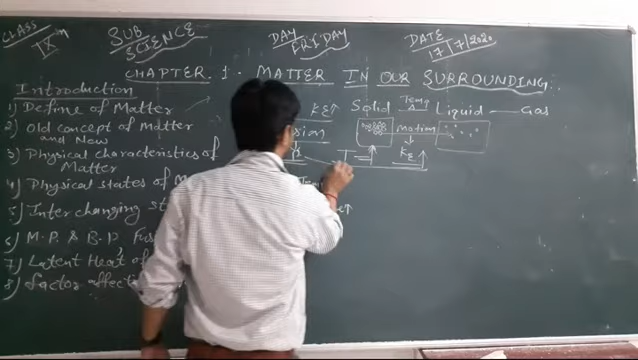 CLASS IX
SUB SCIENCE
DAY FRIDAY
DATE 17/7/2020
CHAPTER. 1. MATTER IN OUR SURROUNDING.
Introduction
1) Define of Matter
2) Old concept of Matter and New
3) Physical characteristics of Matter
4) Physical states of
5) Interchanging
6) M.P. & B.P.
7) Latent Heat of
8) factor
KE↑ Solid Temp Liquid Gas
Motion
T= ↑ KE↑